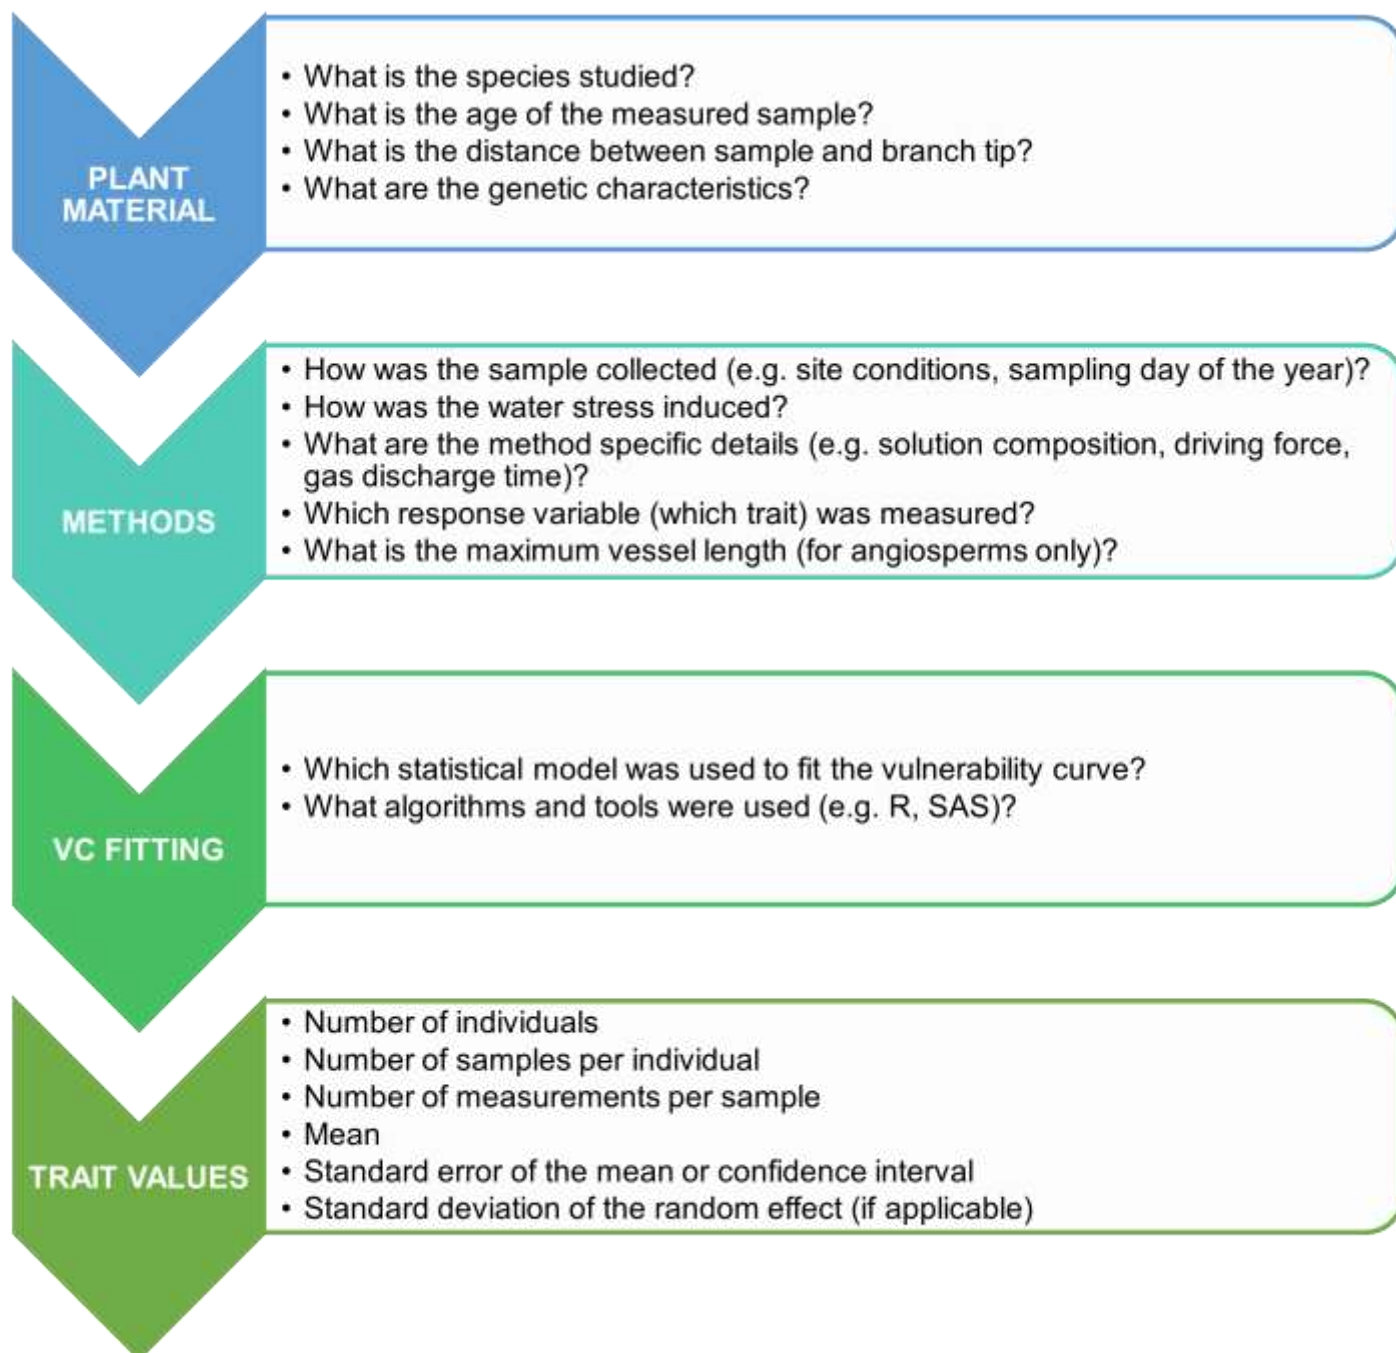 PLANT
MATERIAL
• What is the species studied?
• What is the age of the measured sample?
• What is the distance between sample and branch tip?
• What are the genetic characteristics?
METHODS
• How was the sample collected (e.g. site conditions, sampling day of the year)?
• How was the water stress induced?
• What are the method specific details (e.g. solution composition, driving force,
gas discharge time)?
• Which response variable (which trait) was measured?
• What is the maximum vessel length (for angiosperms only)?
VC FITTING
• Which statistical model was used to fit the vulnerability curve?
• What algorithms and tools were used (e.g. R, SAS)?
TRAIT VALUES
• Number of individuals
• Number of samples per individual
• Number of measurements per sample
• Mean
• Standard error of the mean or confidence interval
• Standard deviation of the random effect (if applicable)